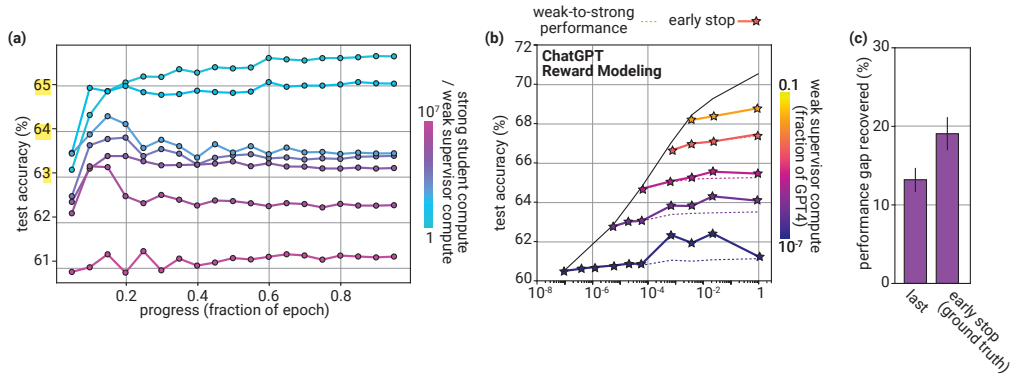 weak-to-strong
performance
early stop
(a)
65
64
63
62
61
test accuracy (%)
0.2
0.4
0.6
0.8
progress (fraction of epoch)
10⁷
1
strong student compute
/ weak supervisor compute
(b)
ChatGPT
Reward Modeling
72
70
68
66
64
62
60
test accuracy (%)
10⁻⁸
10⁻⁶
10⁻⁴
10⁻²
1
0.1
10⁻⁷
weak supervisor compute
(fraction of GPT4)
(c)
30
20
10
0
performance gap recovered (%)
last
early stop
(ground truth)